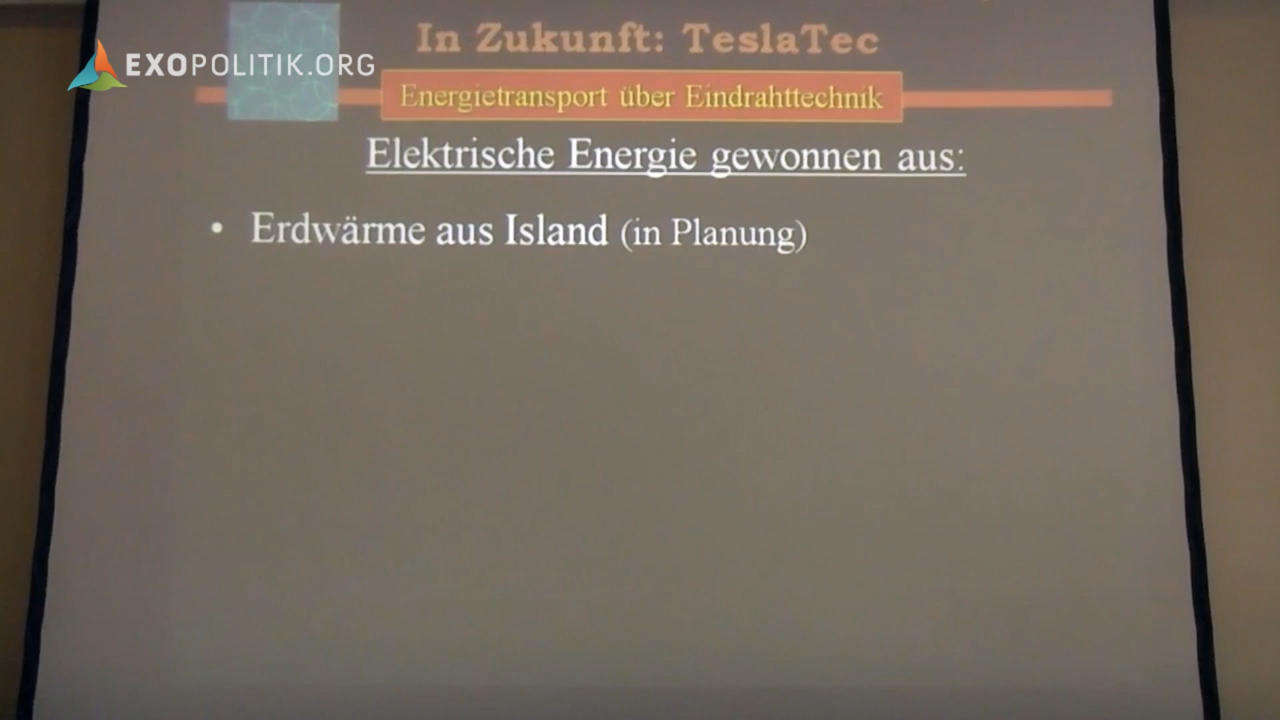 In Zukunft: TeslaTec
EXOPOLITIK.ORG
Energietransport über Eindrahttechnik
Elektrische Energie gewonnen aus:
• Erdwärme aus Island (in Planung)